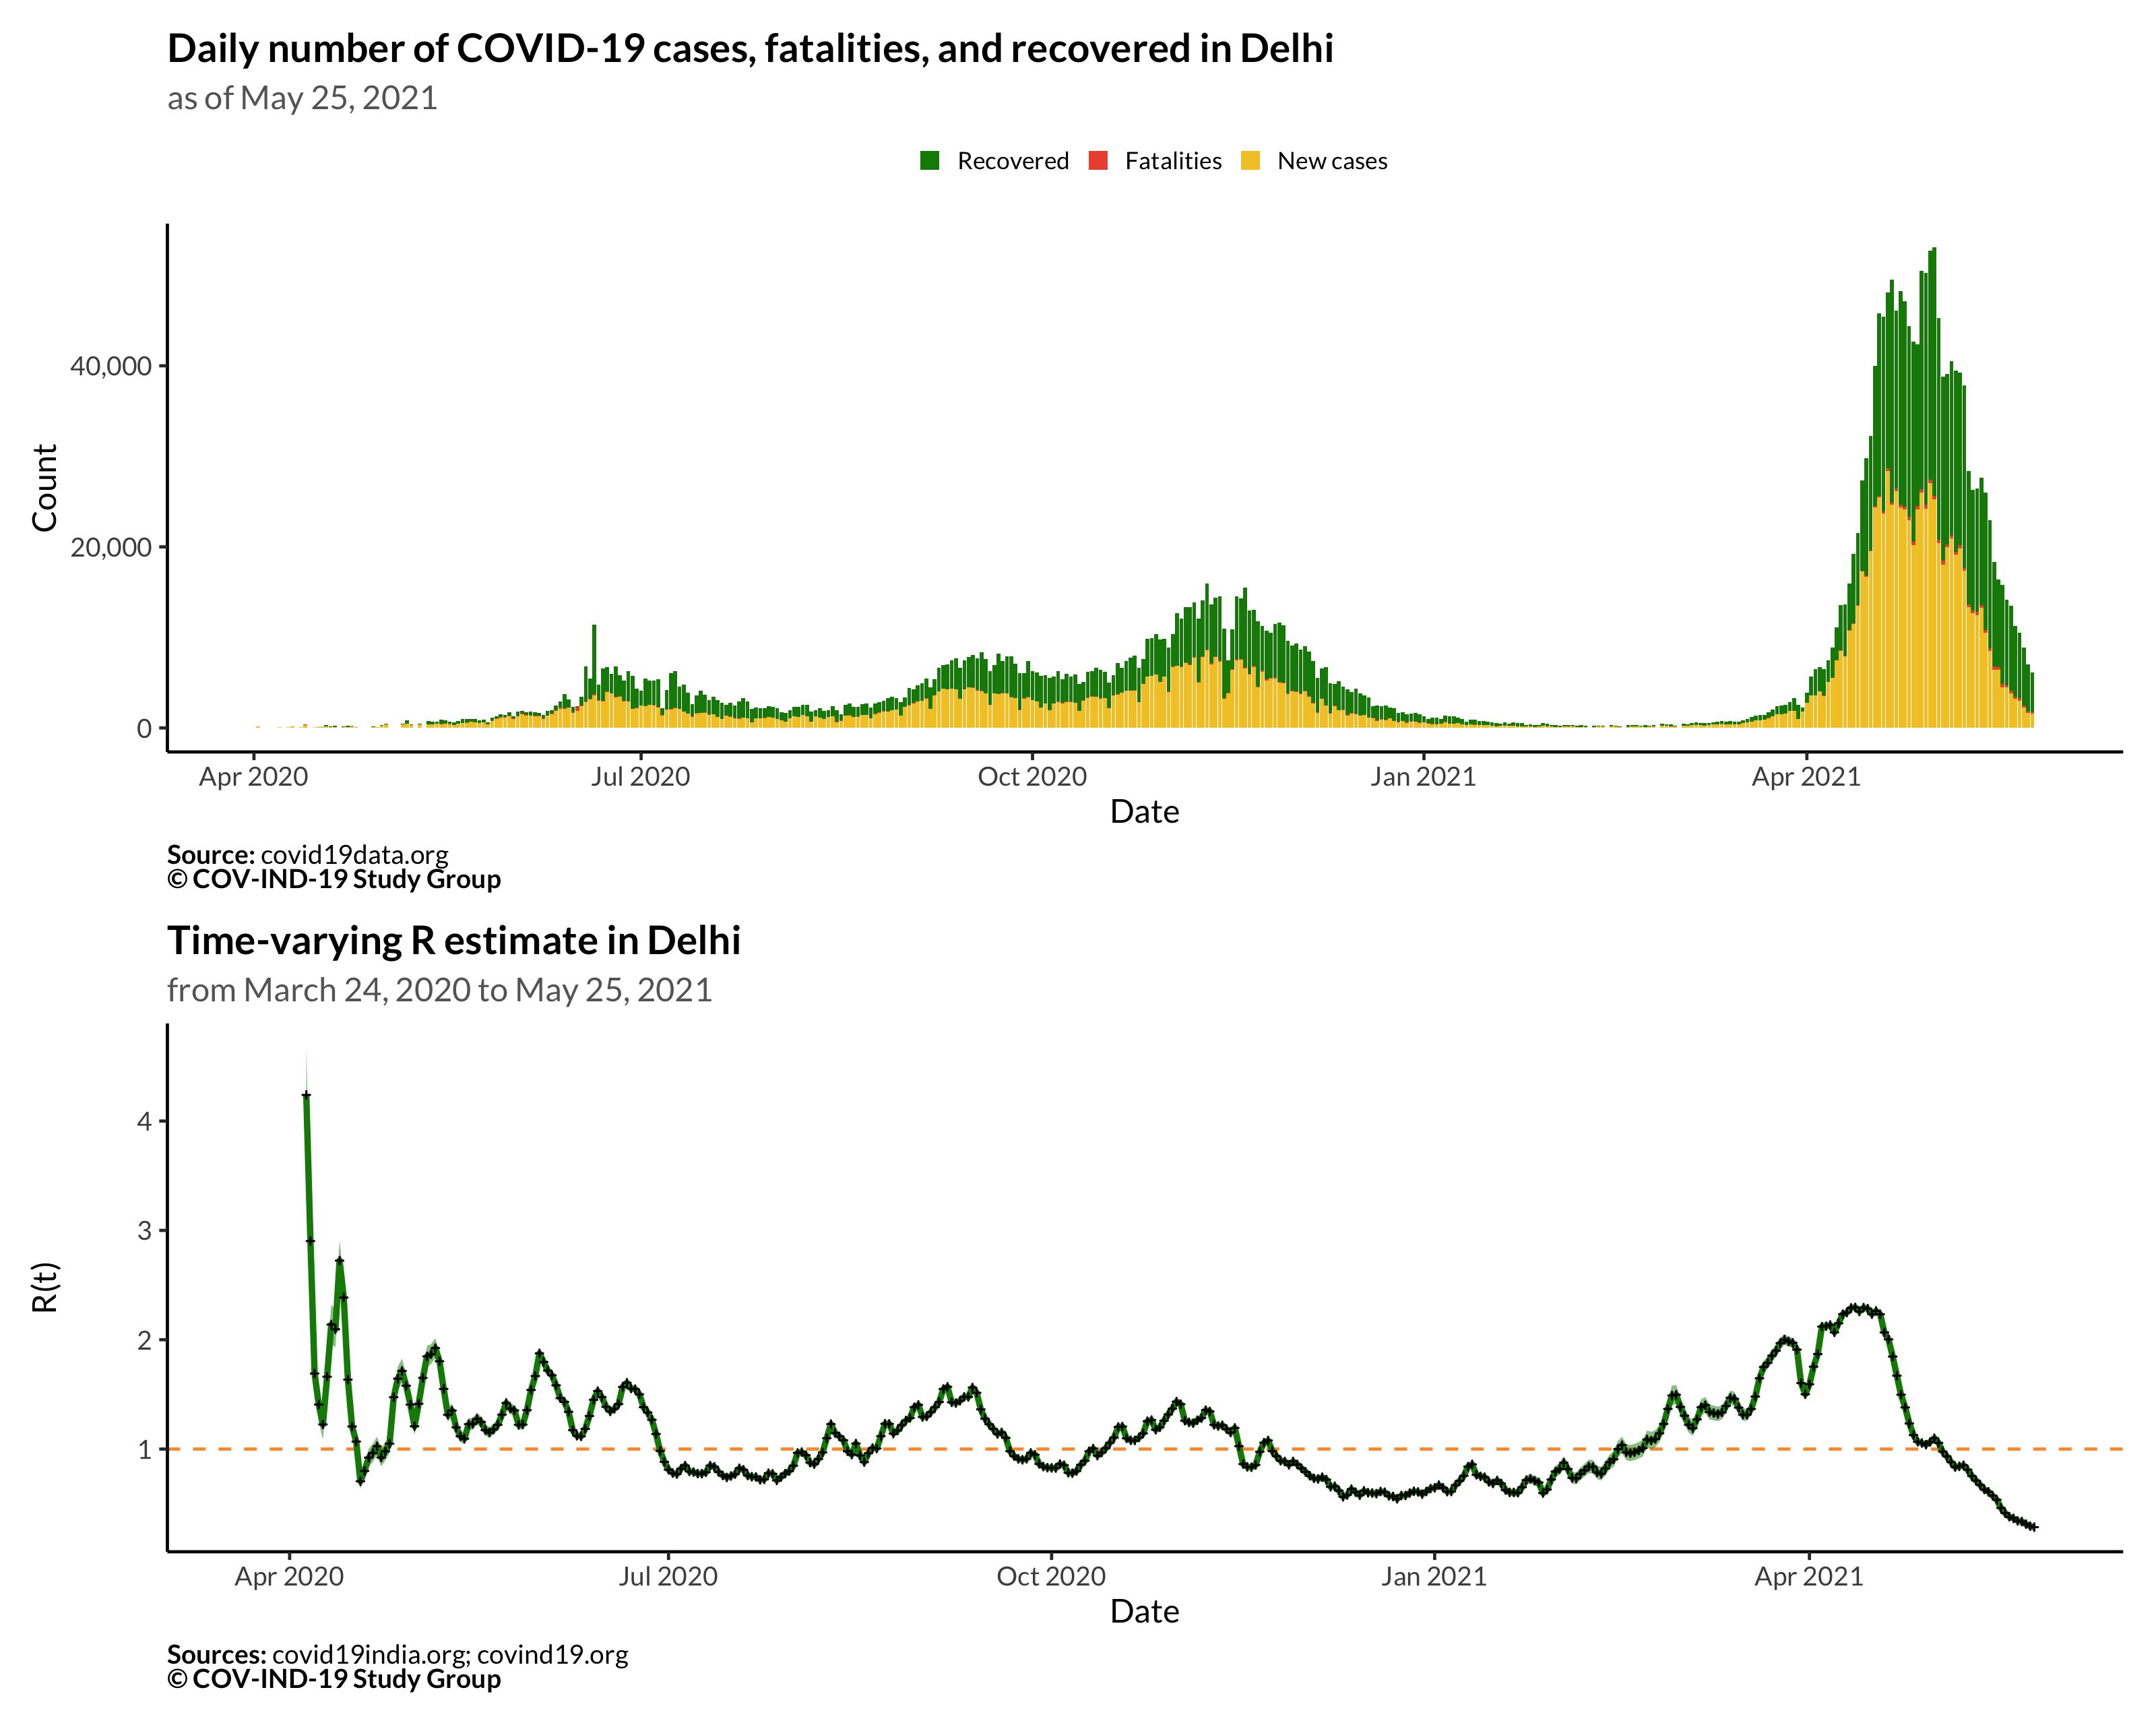 Daily number of COVID-19 cases, fatalities, and recovered in Delhi
as of May 25, 2021
Recovered Fatalities New cases
Count
40,000
20,000
0
Apr 2020 Jul 2020 Oct 2020 Jan 2021 Apr 2021
Date
Source: covid19data.org
© COV-IND-19 Study Group
Time-varying R estimate in Delhi
from March 24, 2020 to May 25, 2021
R(t)
4
3
2
1
Apr 2020 Jul 2020 Oct 2020 Jan 2021 Apr 2021
Date
Sources: covid19india.org; covind19.org
© COV-IND-19 Study Group